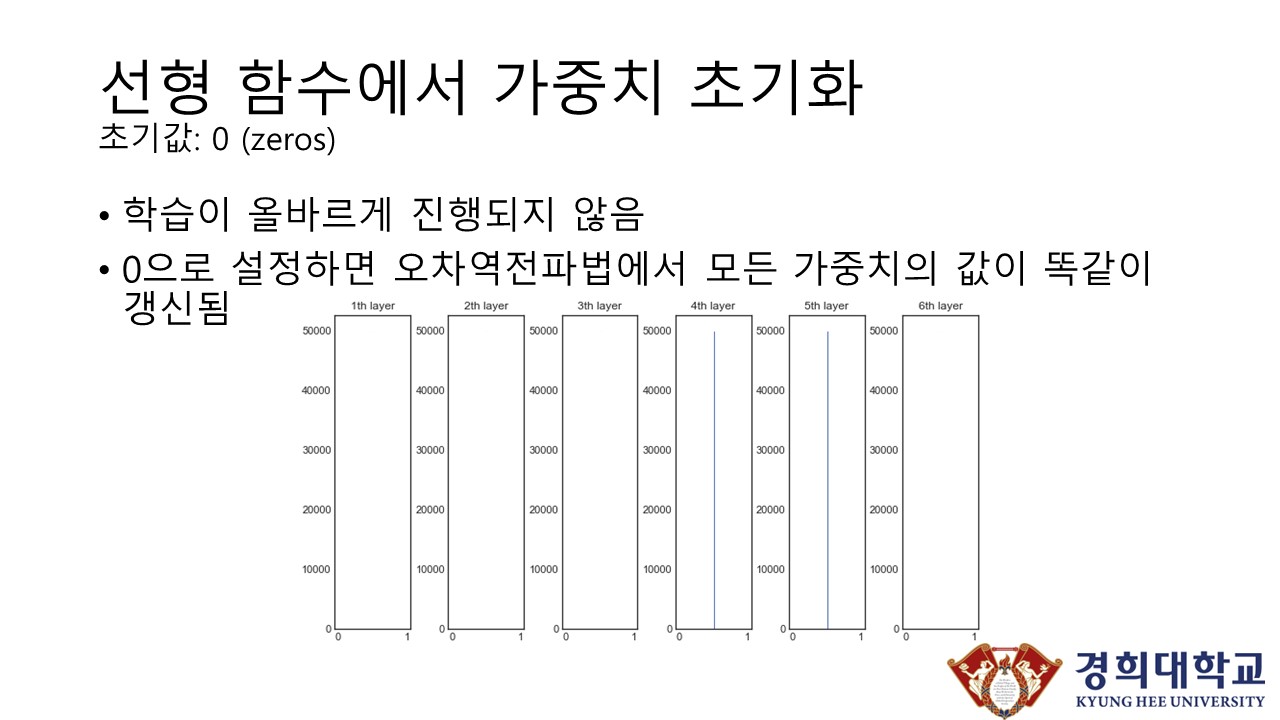 선형 함수에서 가중치 초기화
초기값: 0 (zeros)
• 학습이 올바르게 진행되지 않음
• 0으로 설정하면 오차역전파법에서 모든 가중치의 값이 똑같이
갱신됨
1th layer 2th layer 3th layer 4th layer 5th layer 6th layer
50000 50000 50000 50000 50000 50000
40000 40000 40000 40000 40000 40000
30000 30000 30000 30000 30000 30000
20000 20000 20000 20000 20000 20000
10000 10000 10000 10000 10000 10000
0 0 0 0 0 0
0 1 0 1 0 1 0 1 0 1 0 1
경희대학교
KYUNG HEE UNIVERSITY